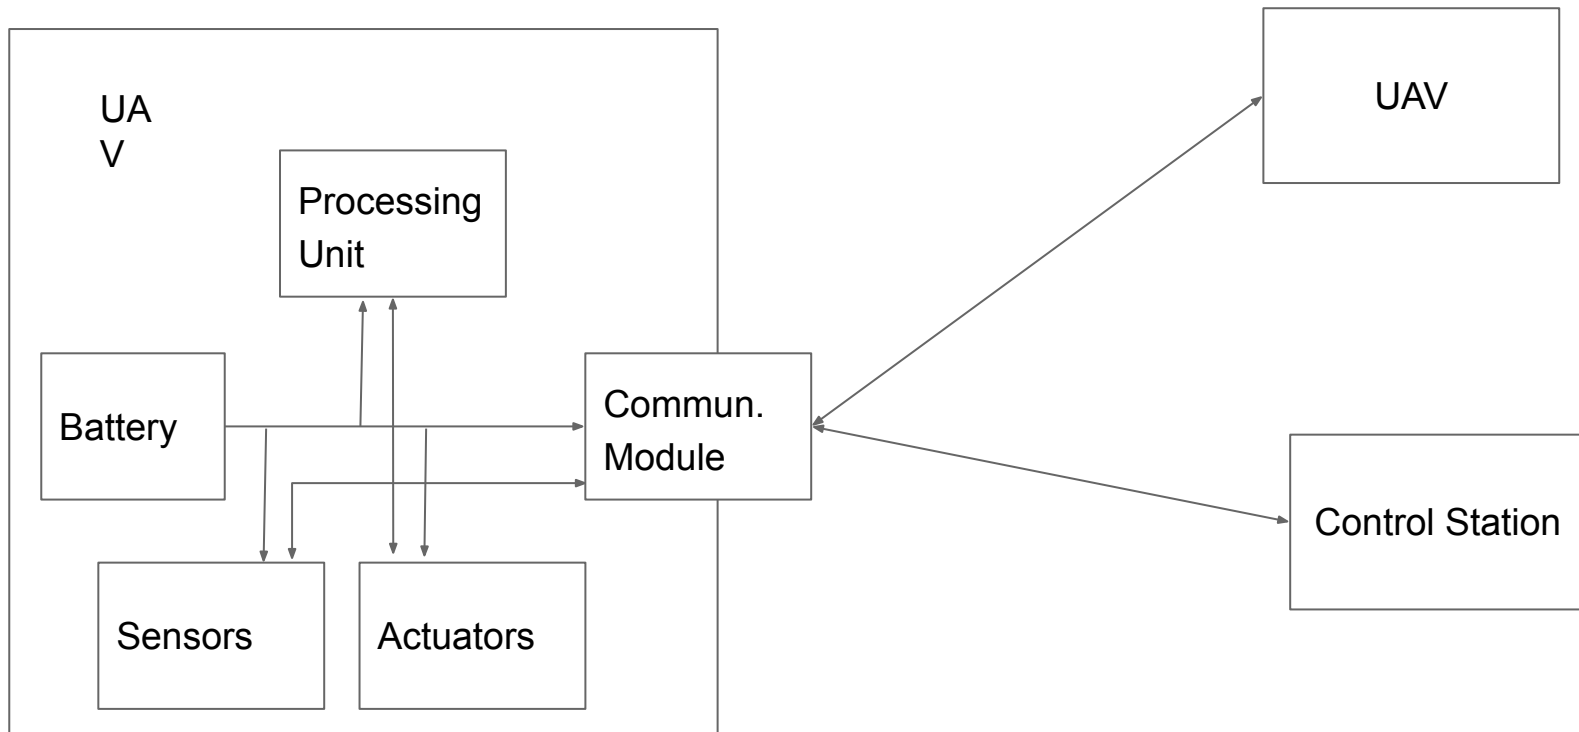 UA
V
Processing
Unit
Battery
Commun.
Module
Sensors
Actuators
UAV
Control Station